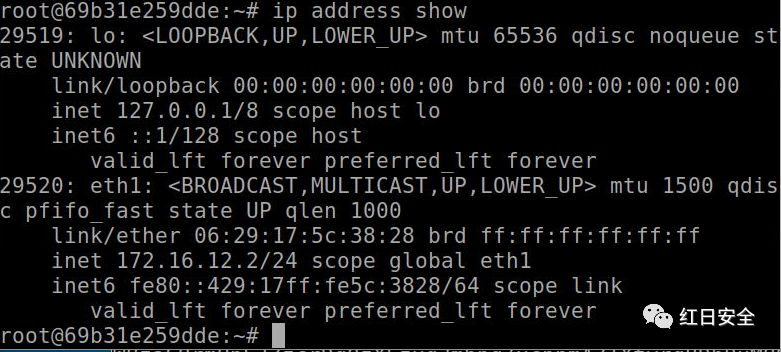 root@69b31e259dde:~# ip address show
29519: lo: <LOOPBACK,UP,LOWER_UP> mtu 65536 qdisc noqueue st
ate UNKNOWN
    link/loopback 00:00:00:00:00:00 brd 00:00:00:00:00:00
    inet 127.0.0.1/8 scope host lo
    inet6 ::1/128 scope host
       valid_lft forever preferred_lft forever
29520: eth1: <BROADCAST,MULTICAST,UP,LOWER_UP> mtu 1500 qdis
c pfifo_fast state UP qlen 1000
    link/ether 06:29:17:5c:38:28 brd ff:ff:ff:ff:ff:ff
    inet 172.16.12.2/24 scope global eth1
    inet6 fe80::429:17ff:fe5c:3828/64 scope link
       valid_lft forever preferred_lft forever
root@69b31e259dde:~#
红日安全